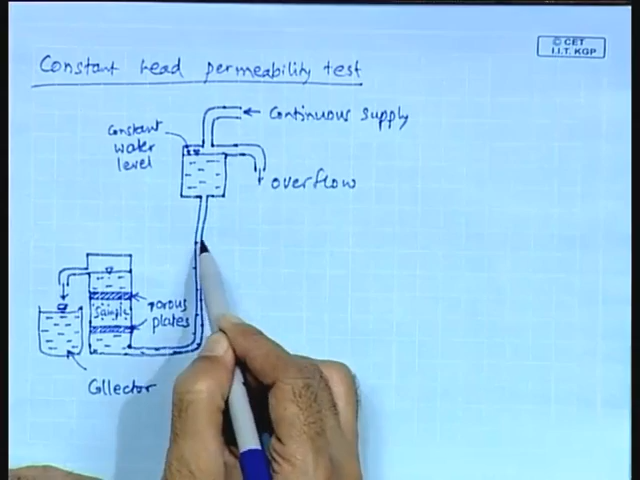 © CET
I.I.T. KGP
Constant head permeability test
Continuous supply
Constant
water
level
overflow
Sample
porous
plates
Collector